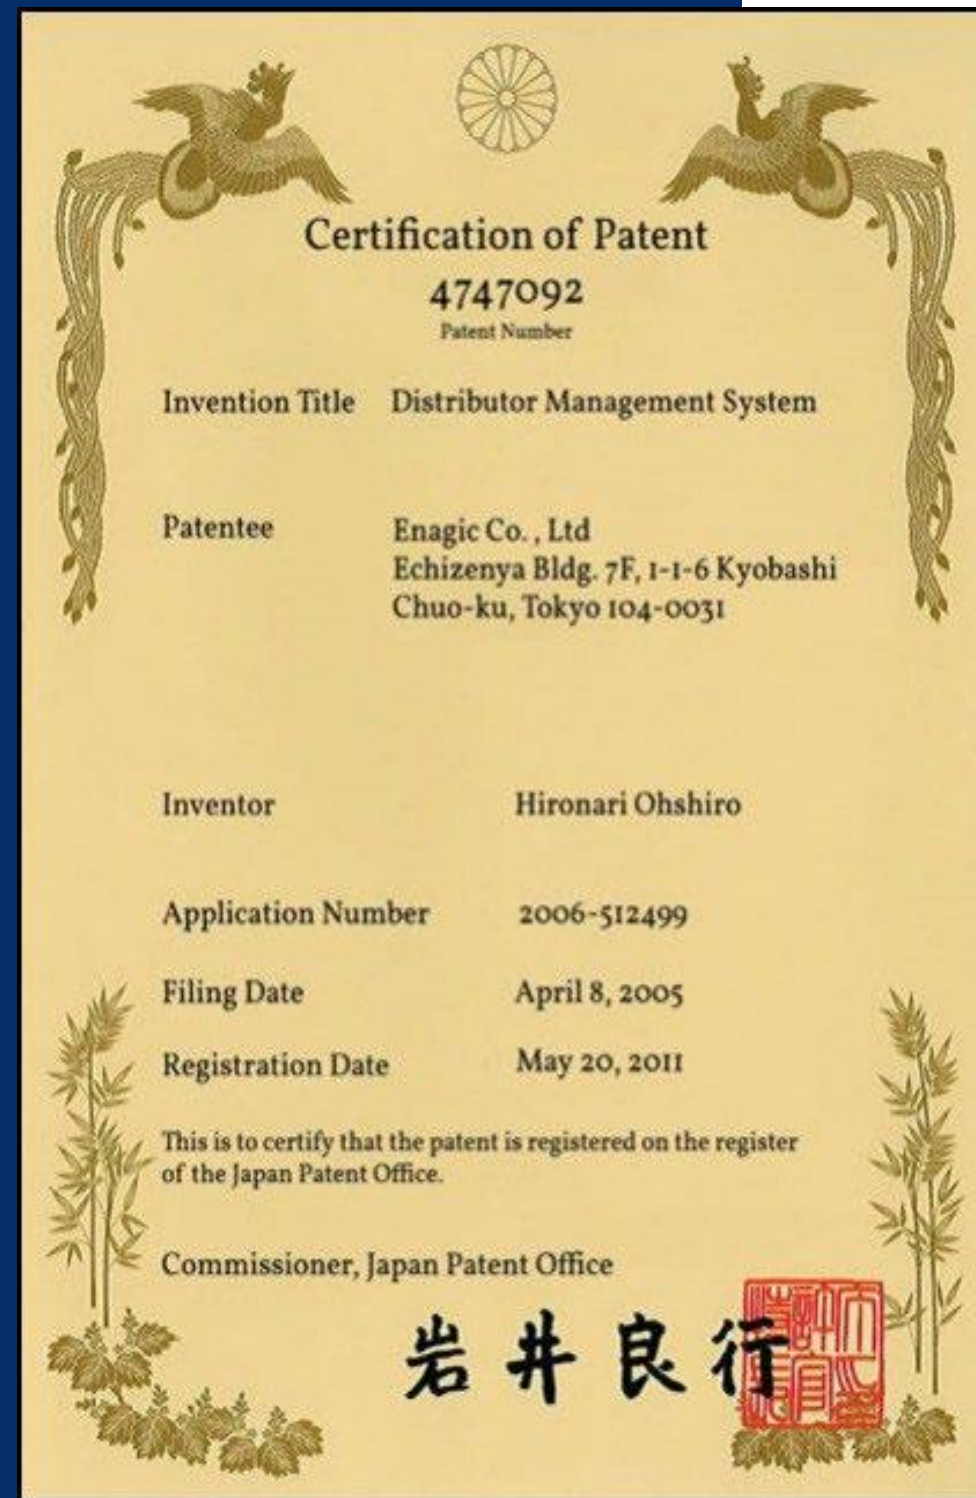 Certification of Patent
4747092
Patent Number
Invention Title Distributor Management System
Patentee Enagic Co. , Ltd
Echizenya Bldg. 7F, 1-1-6 Kyobashi
Chuo-ku, Tokyo 104-0031
Inventor Hironari Ohshiro
Application Number 2006-512499
Filing Date April 8, 2005
Registration Date May 20, 2011
This is to certify that the patent is registered on the register
of the Japan Patent Office.
Commissioner, Japan Patent Office
岩井良行